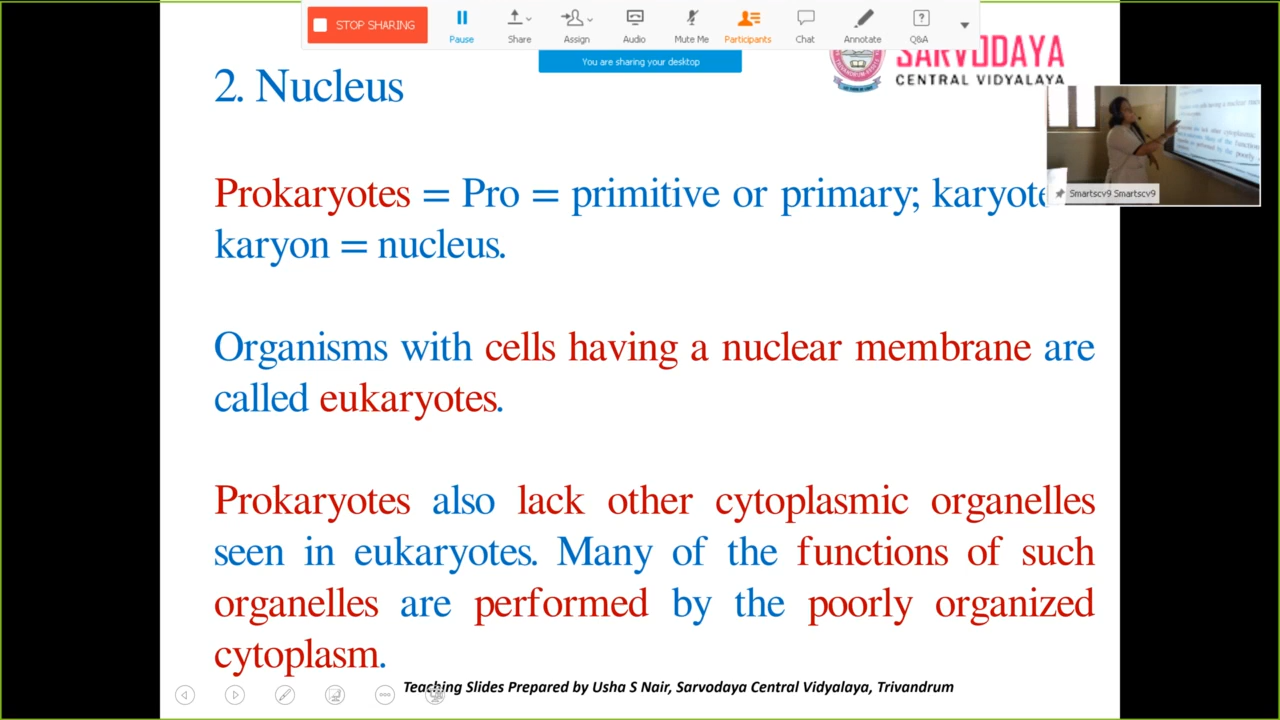 STOP SHARING
Pause
Share
Assign
Audio
Mute Me
Participants
Chat
Annotate
Q&A
You are sharing your desktop
SARVODAYA
CENTRAL VIDYALAYA
2. Nucleus
Smartscv9 Smartscv9
Prokaryotes = Pro = primitive or primary; karyote
karyon = nucleus.
Organisms with cells having a nuclear membrane are
called eukaryotes.
Prokaryotes also lack other cytoplasmic organelles
seen in eukaryotes. Many of the functions of such
organelles are performed by the poorly organized
cytoplasm.
Teaching Slides Prepared by Usha S Nair, Sarvodaya Central Vidyalaya, Trivandrum